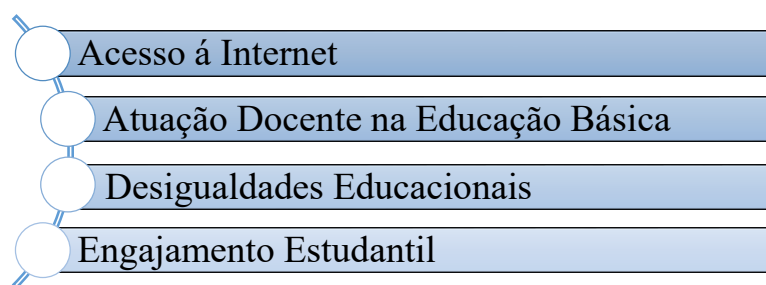 Acesso á Internet
Atuação Docente na Educação Básica
Desigualdades Educacionais
Engajamento Estudantil